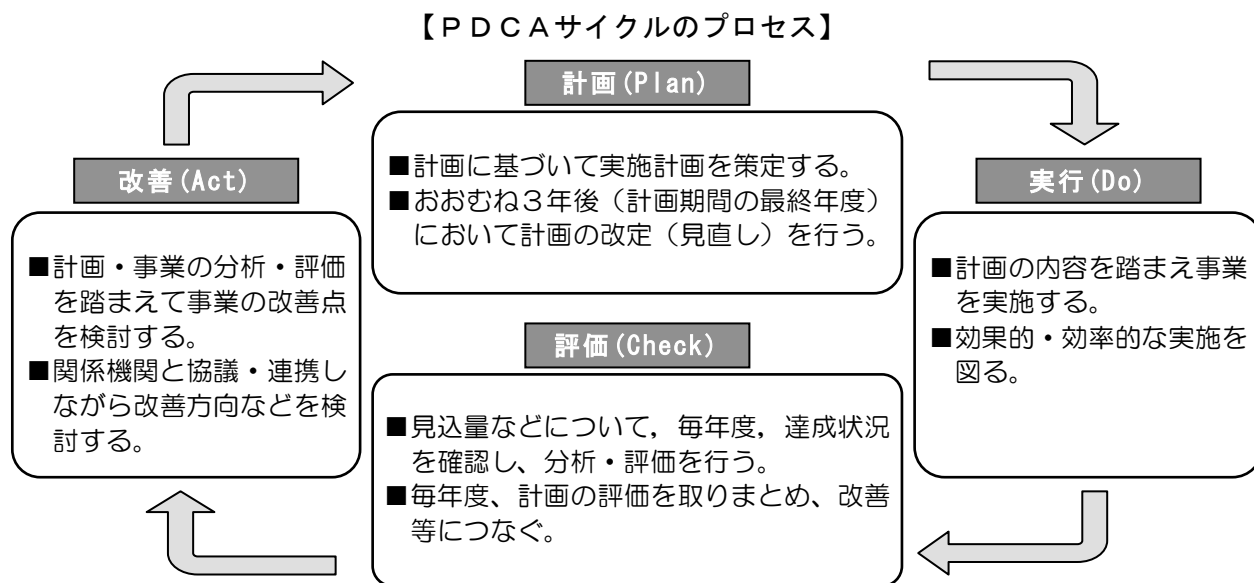 【ＰＤＣＡサイクルのプロセス】
計画(Plan)
■計画に基づいて実施計画を策定する。
■おおむね３年後（計画期間の最終年度）
において計画の改定（見直し）を行う。
実行(Do)
■計画の内容を踏まえ事業
を実施する。
■効果的・効率的な実施を
図る。
評価(Check)
■見込量などについて，毎年度，達成状況
を確認し、分析・評価を行う。
■毎年度、計画の評価を取りまとめ、改善
等につなぐ。
改善(Act)
■計画・事業の分析・評価
を踏まえて事業の改善点
を検討する。
■関係機関と協議・連携し
ながら改善方向などを検
討する。